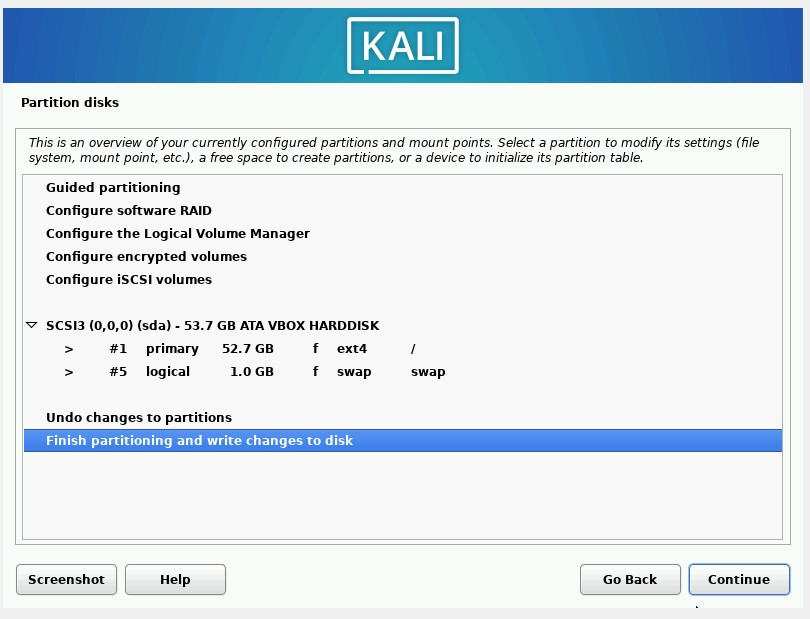 KALI
Partition disks
This is an overview of your currently configured partitions and mount points. Select a partition to modify its settings (file
system, mount point, etc.), a free space to create partitions, or a device to initialize its partition table.
Guided partitioning
Configure software RAID
Configure the Logical Volume Manager
Configure encrypted volumes
Configure iSCSI volumes
SCSI3 (0,0,0) (sda) - 53.7 GB ATA VBOX HARDDISK
> #1 primary 52.7 GB f ext4 /
> #5 logical 1.0 GB f swap swap
Undo changes to partitions
Finish partitioning and write changes to disk
Screenshot Help Go Back Continue